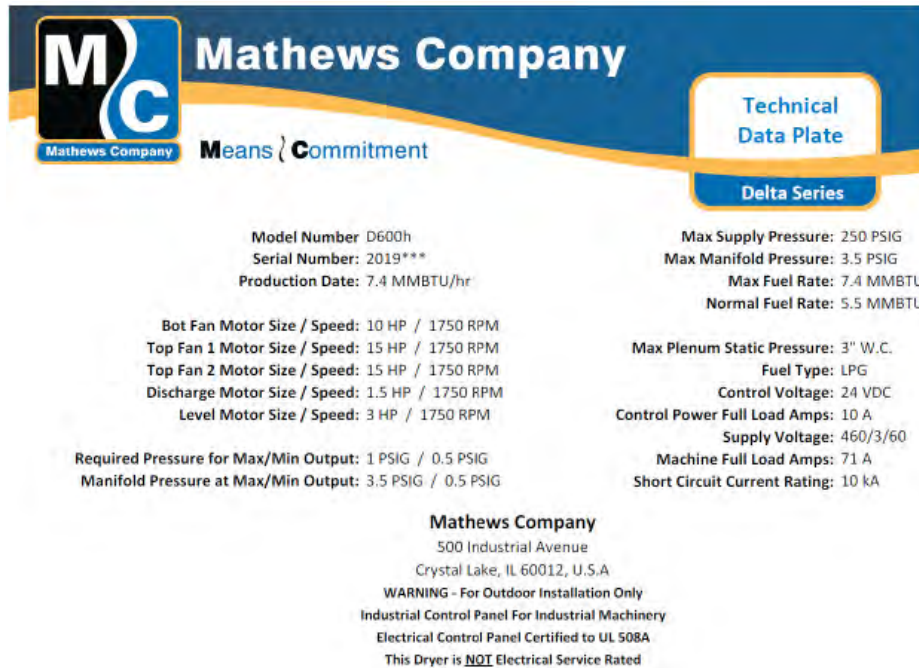 M C
Mathews Company
Mathews Company
Means Commitment
Technical
Data Plate
Delta Series
Model Number D600h
Serial Number: 2019***
Production Date: 7.4 MMBTU/hr
Bot Fan Motor Size / Speed: 10 HP / 1750 RPM
Top Fan 1 Motor Size / Speed: 15 HP / 1750 RPM
Top Fan 2 Motor Size / Speed: 15 HP / 1750 RPM
Discharge Motor Size / Speed: 1.5 HP / 1750 RPM
Level Motor Size / Speed: 3 HP / 1750 RPM
Required Pressure for Max/Min Output: 1 PSIG / 0.5 PSIG
Manifold Pressure at Max/Min Output: 3.5 PSIG / 0.5 PSIG
Max Supply Pressure: 250 PSIG
Max Manifold Pressure: 3.5 PSIG
Max Fuel Rate: 7.4 MMBTU
Normal Fuel Rate: 5.5 MMBTU
Max Plenum Static Pressure: 3" W.C.
Fuel Type: LPG
Control Voltage: 24 VDC
Control Power Full Load Amps: 10 A
Supply Voltage: 460/3/60
Machine Full Load Amps: 71 A
Short Circuit Current Rating: 10 kA
Mathews Company
500 Industrial Avenue
Crystal Lake, IL 60012, U.S.A
WARNING - For Outdoor Installation Only
Industrial Control Panel For Industrial Machinery
Electrical Control Panel Certified to UL 508A
This Dryer is NOT Electrical Service Rated